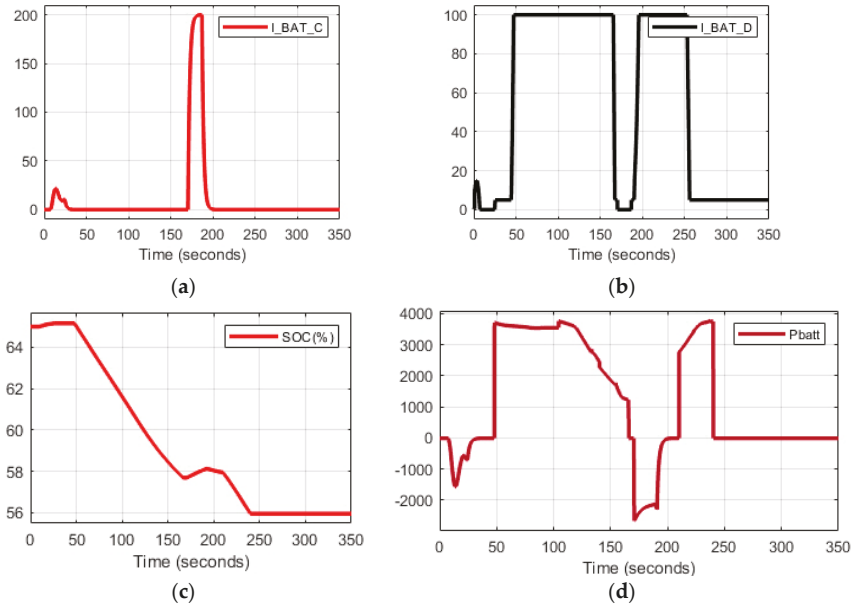 200
150
100
50
0
I_BAT_C
0 50 100 150 200 250 300 350
Time (seconds)
(a)
100
80
60
40
20
0
I_BAT_D
0 50 100 150 200 250 300 350
Time (seconds)
(b)
64
62
60
58
56
SOC(%)
0 50 100 150 200 250 300 350
Time (seconds)
(c)
4000
3000
2000
1000
0
-1000
-2000
Pbatt
0 50 100 150 200 250 300 350
Time (seconds)
(d)